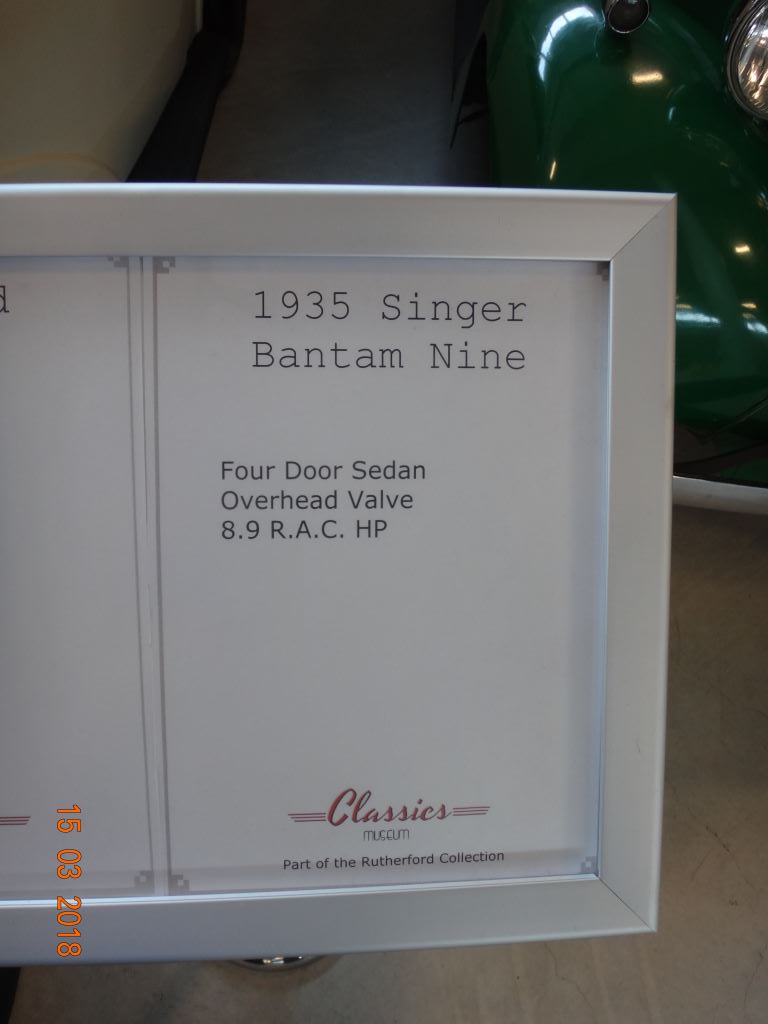 d
1935 Singer
Bantam Nine
Four Door Sedan
Overhead Valve
8.9 R.A.C. HP
Classics
MUSEUM
Part of the Rutherford Collection
15 03 2018